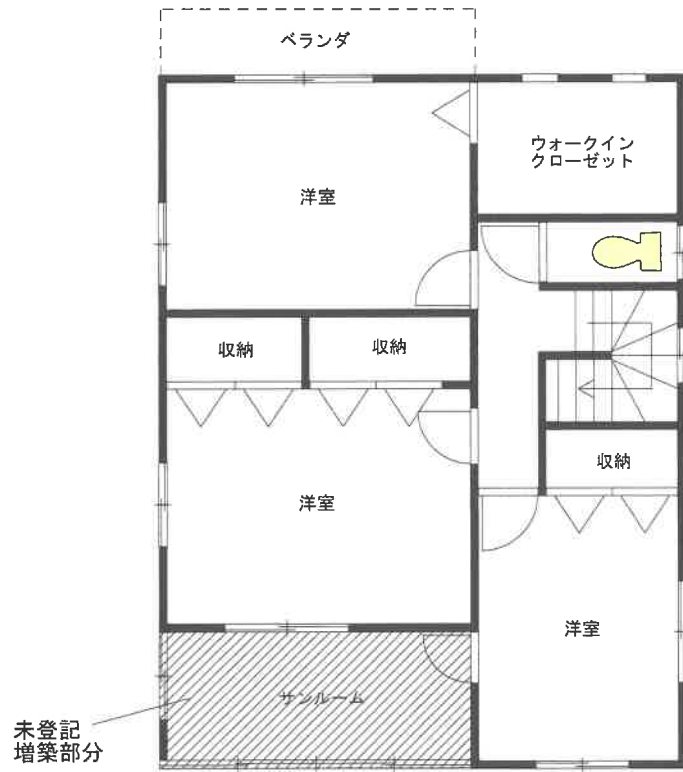 ベランダ
ウォークイン
クローゼット
洋室
収納
収納
収納
洋室
洋室
サンルーム
未登記
増築部分